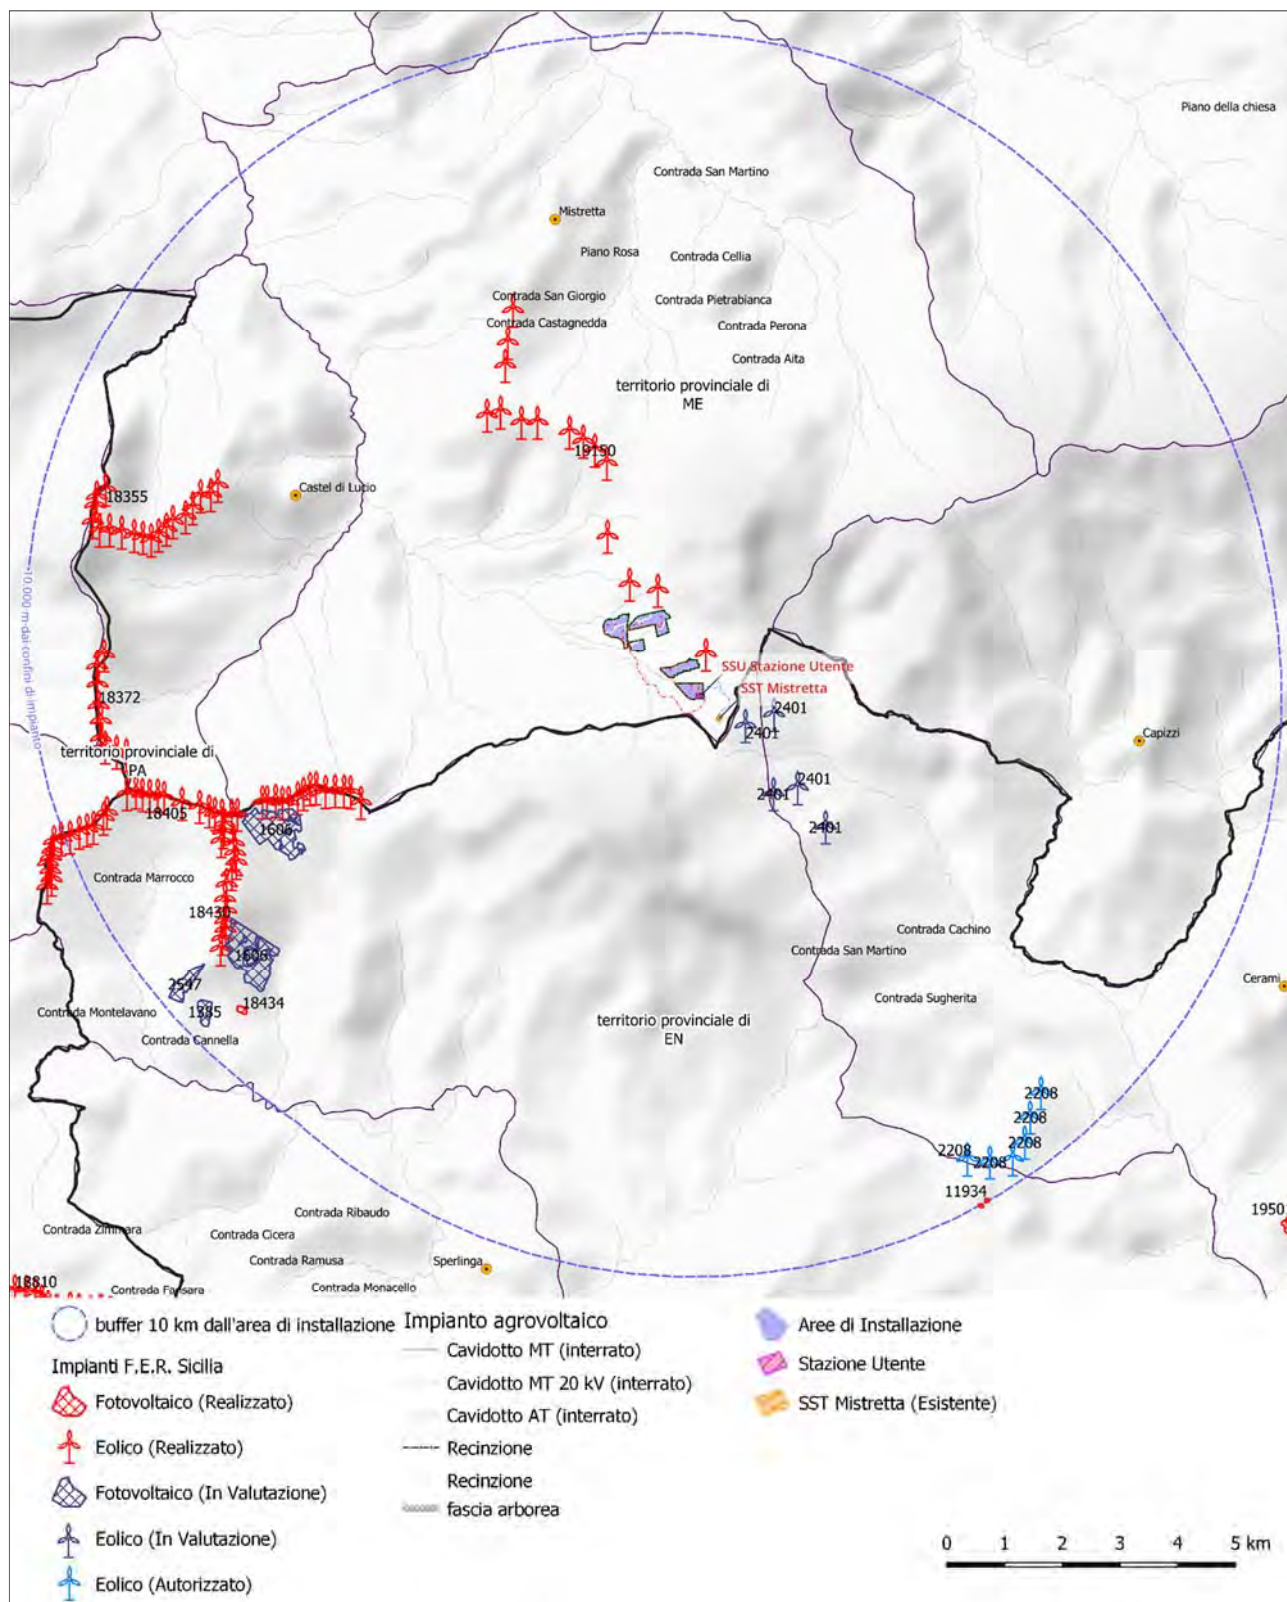 Piano della chiesa
Contrada San Martino
Mistretta
Piano Rosa
Contrada Cellia
Contrada San Giorgio
Contrada Pietrabianca
Contrada Castagnedda
Contrada Perona
Contrada Aita
territorio provinciale di
ME
19150
18355
Castel di Lucio
10.000 m dai confini di impianto
SSU Stazione Utente
SST Mistretta
18372
2401
2401
Capizzi
territorio provinciale di
PA
2401
2401
18405
1606
2401
Contrada Marrocco
18430
Contrada Cachino
Contrada San Martino
1606
Cerami
2547
Contrada Sugherita
18434
1385
Contrada Montelavano
territorio provinciale di
EN
Contrada Cannella
2208
2208
2208
2208
2208
11934
1950
Contrada Ribaudo
Contrada Zimmara
Contrada Cicera
Contrada Ramusa
Sperlinga
18810
Contrada Farsara
Contrada Monacello
buffer 10 km dall'area di installazione
Impianti F.E.R. Sicilia
Fotovoltaico (Realizzato)
Eolico (Realizzato)
Fotovoltaico (In Valutazione)
Eolico (In Valutazione)
Eolico (Autorizzato)
Impianto agrovoltaico
Cavidotto MT (interrato)
Cavidotto MT 20 kV (interrato)
Cavidotto AT (interrato)
Recinzione
Recinzione
fascia arborea
Aree di Installazione
Stazione Utente
SST Mistretta (Esistente)
0 1 2 3 4 5 km